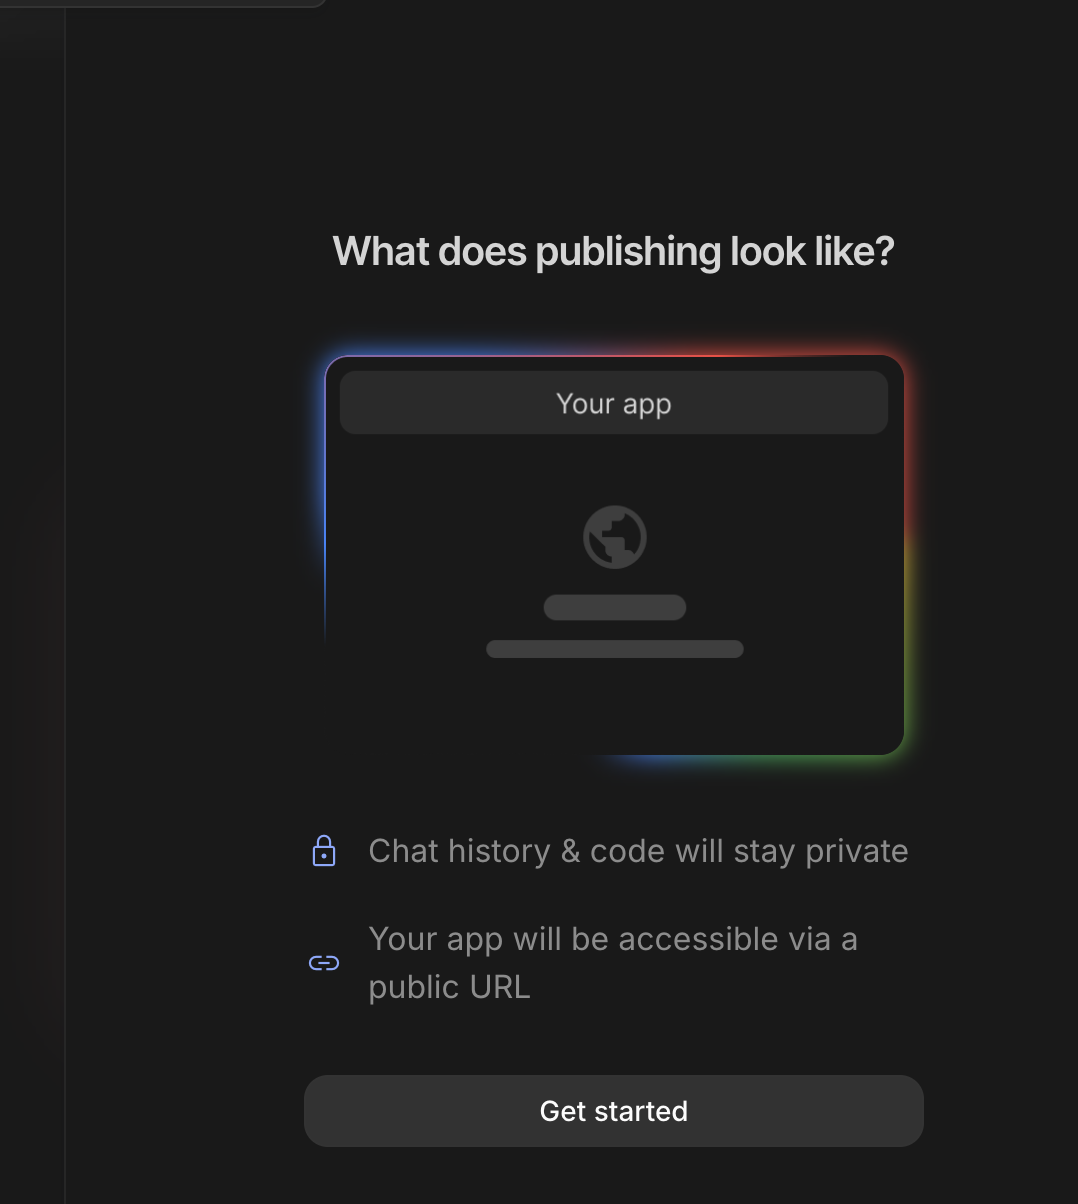 What does publishing look like?
Your app
Chat history & code will stay private
Your app will be accessible via a
public URL
Get started